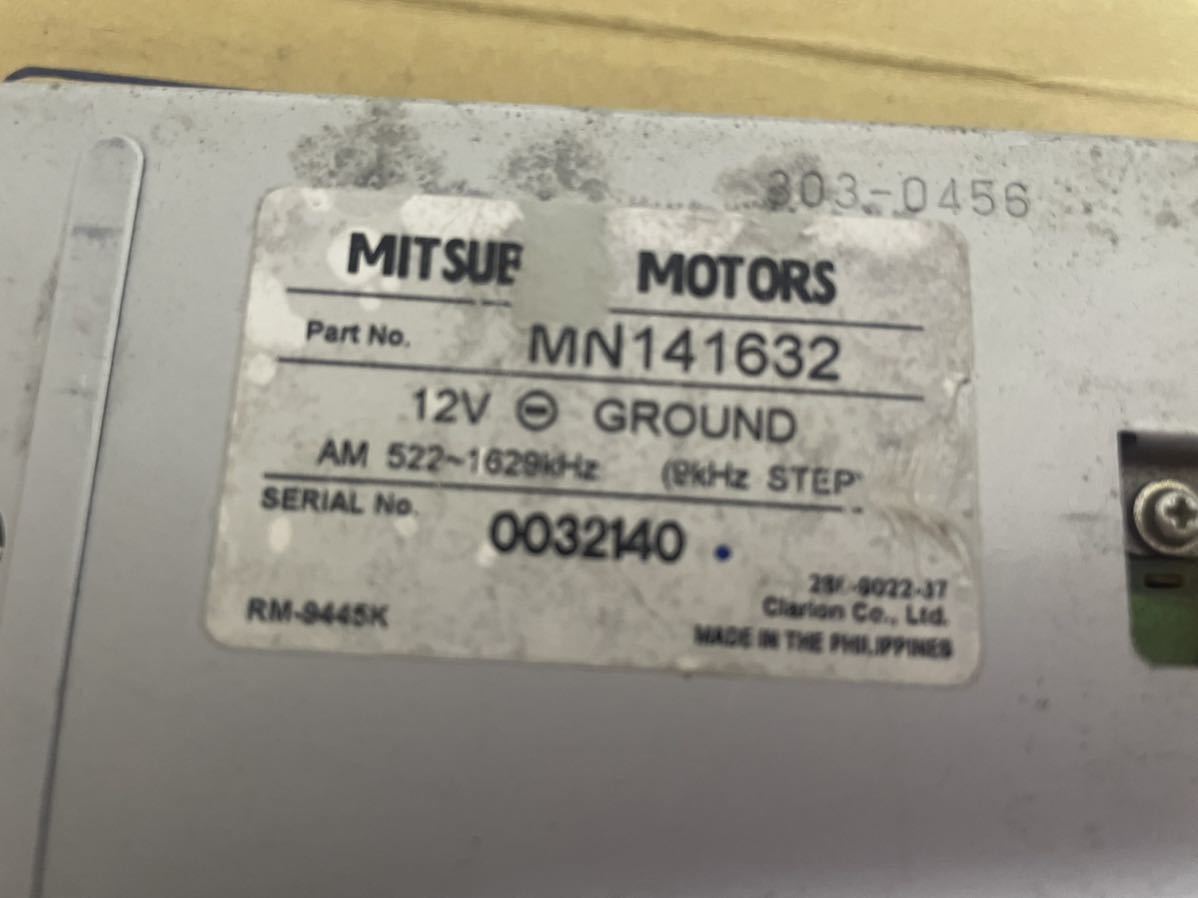 303-0456
MITSUB MOTORS
Part No. MN141632
12V ⊖ GROUND
AM 522~1629kHz (9kHz STEP
SERIAL No. 0032140
Clarion Co., Ltd.
RM-9445K
MADE IN THE PHILIPPINES